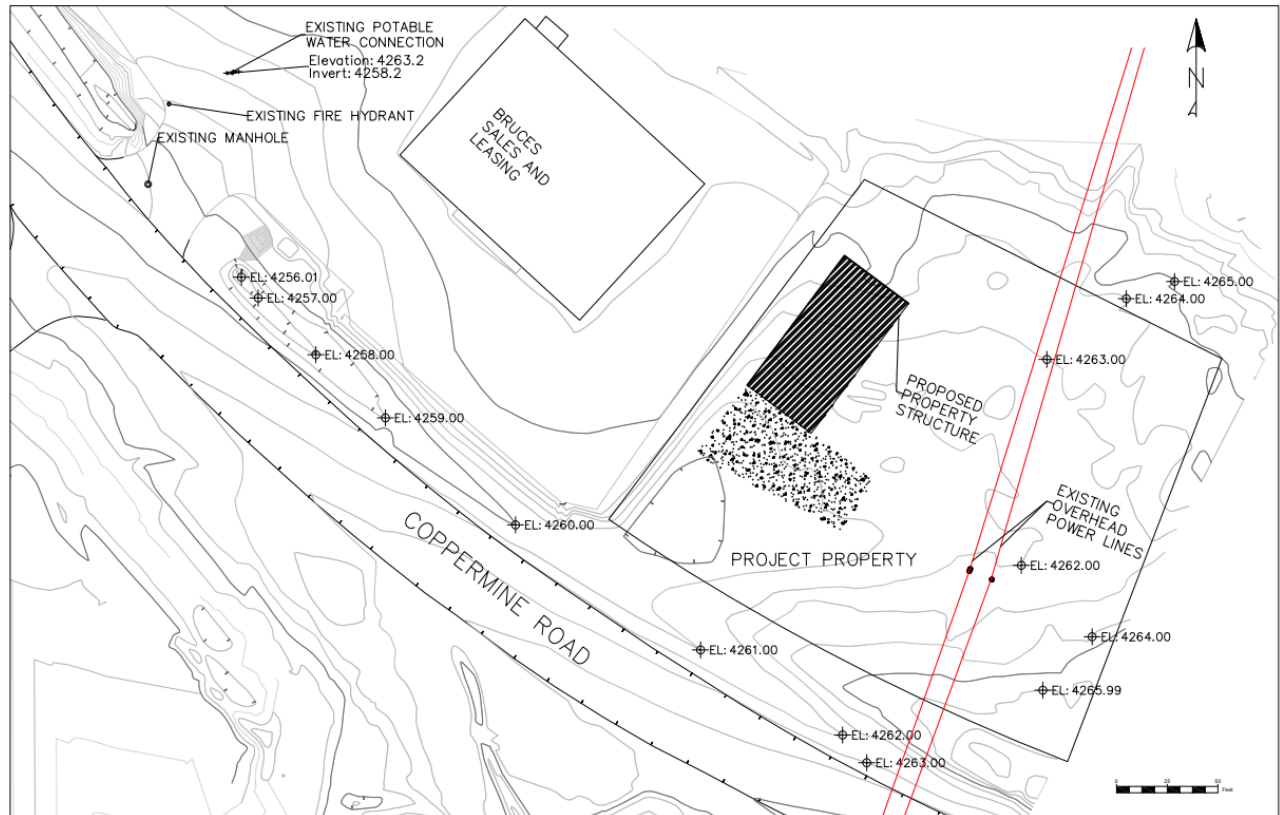 EXISTING POTABLE
WATER CONNECTION
Elevation: 4263.2
Invert: 4258.2
EXISTING FIRE HYDRANT
EXISTING MANHOLE
BRUCES
SALES AND
LEASING
N
EL: 4256.01
EL: 4257.00
EL: 4258.00
EL: 4259.00
EL: 4260.00
EL: 4265.00
EL: 4264.00
EL: 4263.00
PROPOSED
PROPERTY
STRUCTURE
EXISTING
OVERHEAD
POWER LINES
PROJECT PROPERTY
COPPERMINE ROAD
EL: 4262.00
EL: 4264.00
EL: 4261.00
EL: 4265.99
EL: 4262.00
EL: 4263.00
0 25 50
Feet